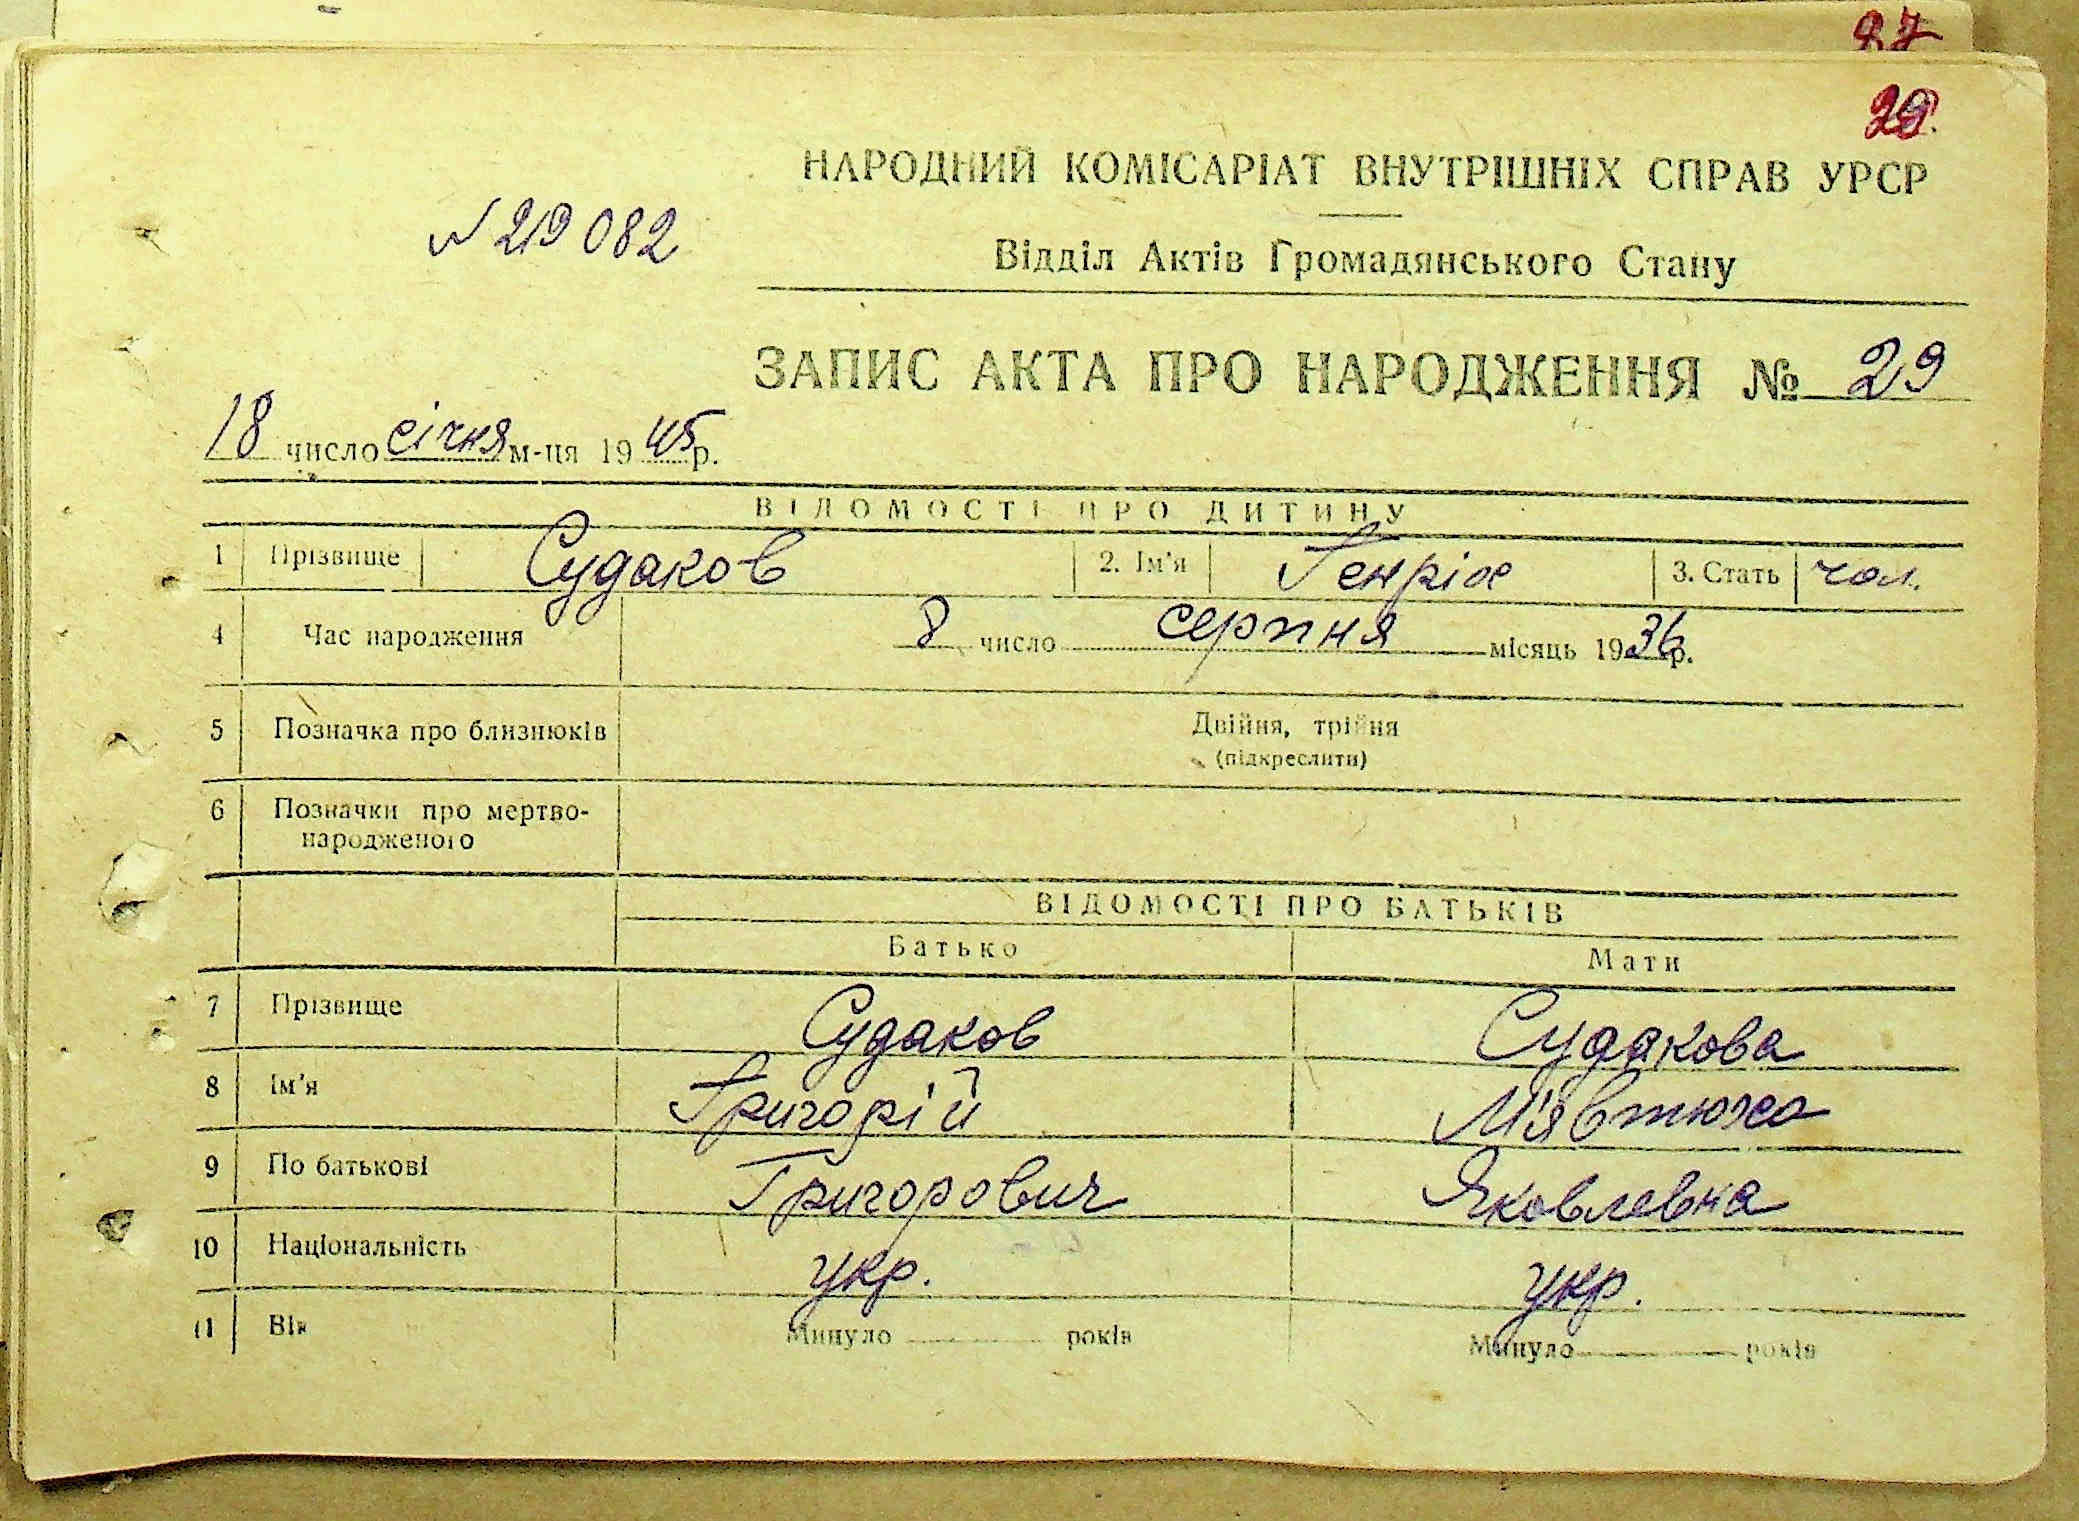 27
29.
НАРОДНИЙ КОМІСАРІАТ ВНУТРІШНІХ СПРАВ УРСР
N 219082
Відділ Актів Громадянського Стану
ЗАПИС АКТА ПРО НАРОДЖЕННЯ № 29
18 число січня м-ця 1945 р.
ВІДОМОСТІ ПРО ДИТИНУ
1 Прізвище Судаков 2. Ім'я Генріх 3. Стать чол.
4 Час народження 8 число серпня місяць 1936 р.
5 Позначка про близнюків Двійня, трійня
(підкреслити)
6 Позначки про мертво-
народженого
ВІДОМОСТІ ПРО БАТЬКІВ
Батько Мати
7 Прізвище Судаков Судакова
8 Ім'я Григорій
9 По батькові Григорович Яковлевна
10 Національність укр. укр.
11 Вік Минуло років Минуло років